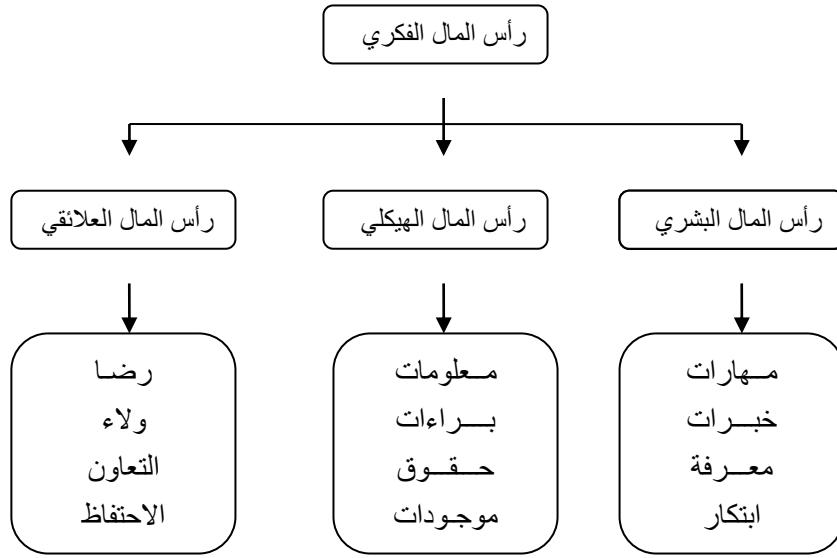 رأس المال الفكري
رأس المال البشري
رأس المال الهيكلي
رأس المال العلائقي
مهارات
خبرات
معرفة
ابتكار
معلومات
براءات
حقوق
موجودات
رضا
ولاء
التعاون
الاحتفاظ